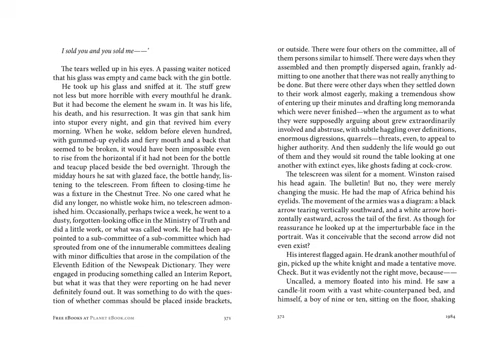 I sold you and you sold me——'
The tears welled up in his eyes. A passing waiter noticed
that his glass was empty and came back with the gin bottle.
He took up his glass and sniffed at it. The stuff grew
not less but more horrible with every mouthful he drank.
But it had become the element he swam in. It was his life,
his death, and his resurrection. It was gin that sank him
into stupor every night, and gin that revived him every
morning. When he woke, seldom before eleven hundred,
with gummed-up eyelids and fiery mouth and a back that
seemed to be broken, it would have been impossible even
to rise from the horizontal if it had not been for the bottle
and teacup placed beside the bed overnight. Through the
midday hours he sat with glazed face, the bottle handy, lis-
tening to the telescreen. From fifteen to closing-time he
was a fixture in the Chestnut Tree. No one cared what he
did any longer, no whistle woke him, no telescreen admon-
ished him. Occasionally, perhaps twice a week, he went to a
dusty, forgotten-looking office in the Ministry of Truth and
did a little work, or what was called work. He had been ap-
pointed to a sub-committee of a sub-committee which had
sprouted from one of the innumerable committees dealing
with minor difficulties that arose in the compilation of the
Eleventh Edition of the Newspeak Dictionary. They were
engaged in producing something called an Interim Report,
but what it was that they were reporting on he had never
definitely found out. It was something to do with the ques-
tion of whether commas should be placed inside brackets,
Free eBooks at Planet eBook.com 371
or outside. There were four others on the committee, all of
them persons similar to himself. There were days when they
assembled and then promptly dispersed again, frankly ad-
mitting to one another that there was not really anything to
be done. But there were other days when they settled down
to their work almost eagerly, making a tremendous show
of entering up their minutes and drafting long memoranda
which were never finished—when the argument as to what
they were supposedly arguing about grew extraordinarily
involved and abstruse, with subtle haggling over definitions,
enormous digressions, quarrels—threats, even, to appeal to
higher authority. And then suddenly the life would go out
of them and they would sit round the table looking at one
another with extinct eyes, like ghosts fading at cock-crow.
The telescreen was silent for a moment. Winston raised
his head again. The bulletin! But no, they were merely
changing the music. He had the map of Africa behind his
eyelids. The movement of the armies was a diagram: a black
arrow tearing vertically southward, and a white arrow hori-
zontally eastward, across the tail of the first. As though for
reassurance he looked up at the imperturbable face in the
portrait. Was it conceivable that the second arrow did not
even exist?
His interest flagged again. He drank another mouthful of
gin, picked up the white knight and made a tentative move.
Check. But it was evidently not the right move, because——
Uncalled, a memory floated into his mind. He saw a
candle-lit room with a vast white-counterpaned bed, and
himself, a boy of nine or ten, sitting on the floor, shaking
372 1984